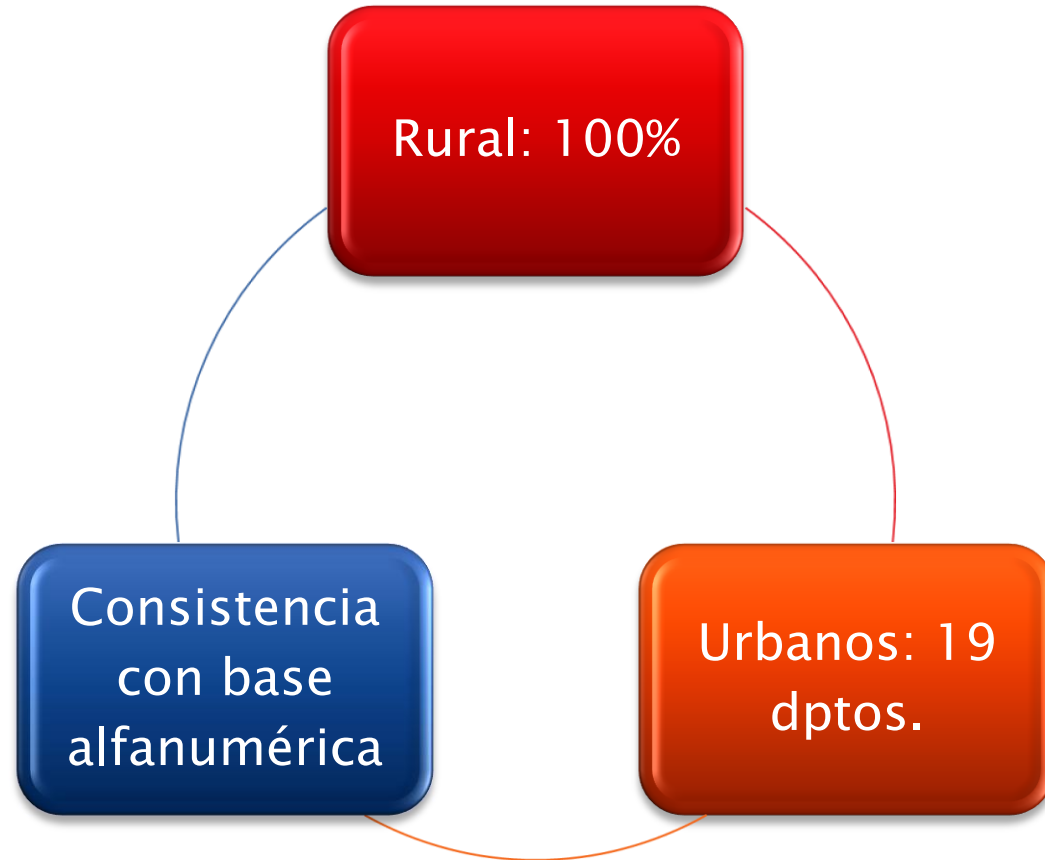 Rural: 100%
Consistencia
con base
alfanumérica
Urbanos: 19
dptos.